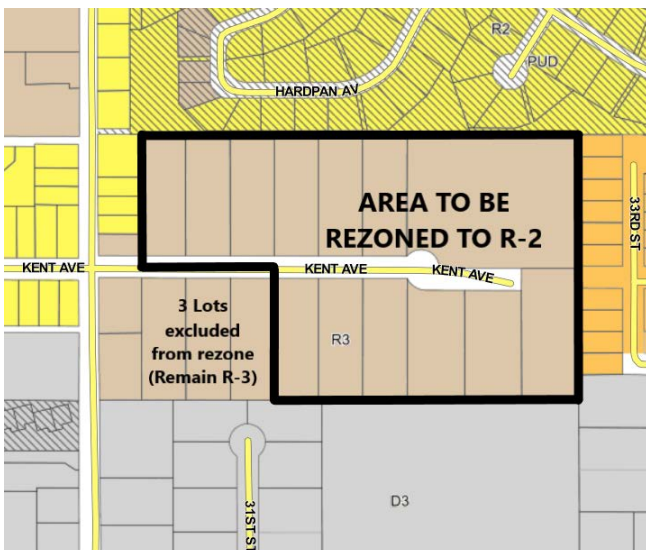 R2
PUD
HARDPAN AV
AREA TO BE
REZONED TO R-2
33RD ST
KENT AVE
KENT AVE
KENT AVE
3 Lots
excluded
from rezone
(Remain R-3)
R3
31ST ST
D3